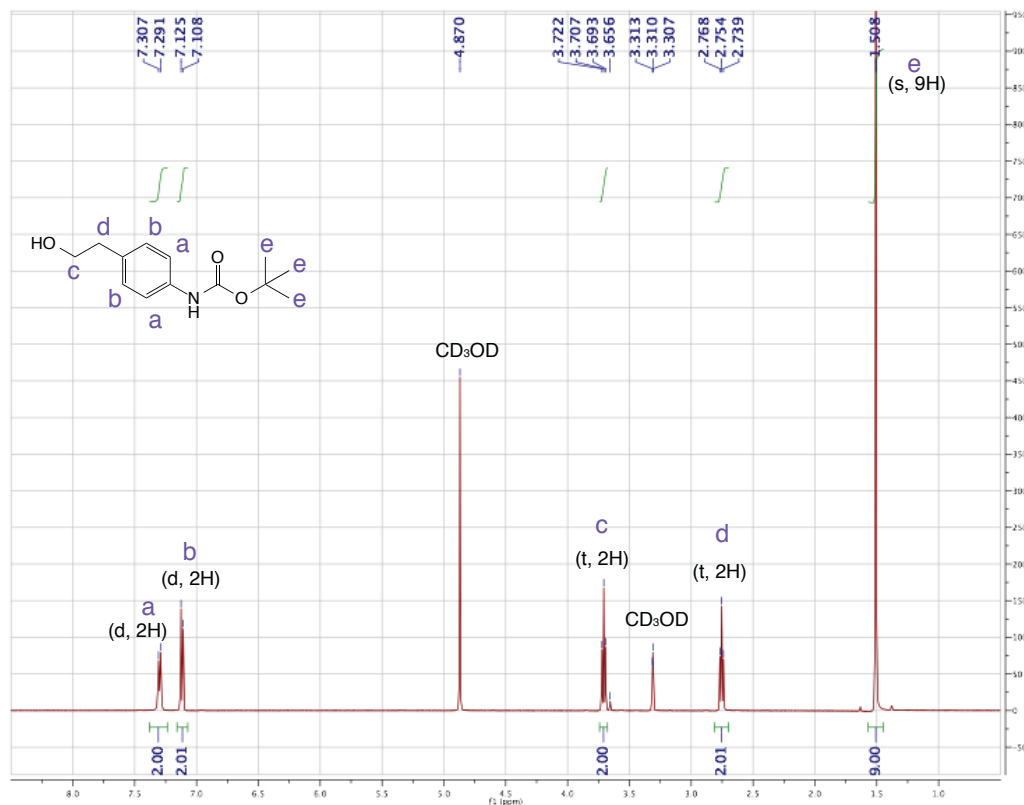 7.307
7.291
7.125
7.108
4.870
3.722
3.707
3.693
3.656
3.313
3.310
3.307
2.768
2.754
2.739
1.508
e
(s, 9H)
HO
d
b
a
c
b
a
N
H
O
O
e
e
e
CD₃OD
c
(t, 2H)
d
(t, 2H)
b
(d, 2H)
a
(d, 2H)
CD₃OD
2.00
2.01
2.00
2.01
9.00
8.0 7.5 7.0 6.5 6.0 5.5 5.0 4.5 4.0 3.5 3.0 2.5 2.0 1.5 1.0
f1 (ppm)